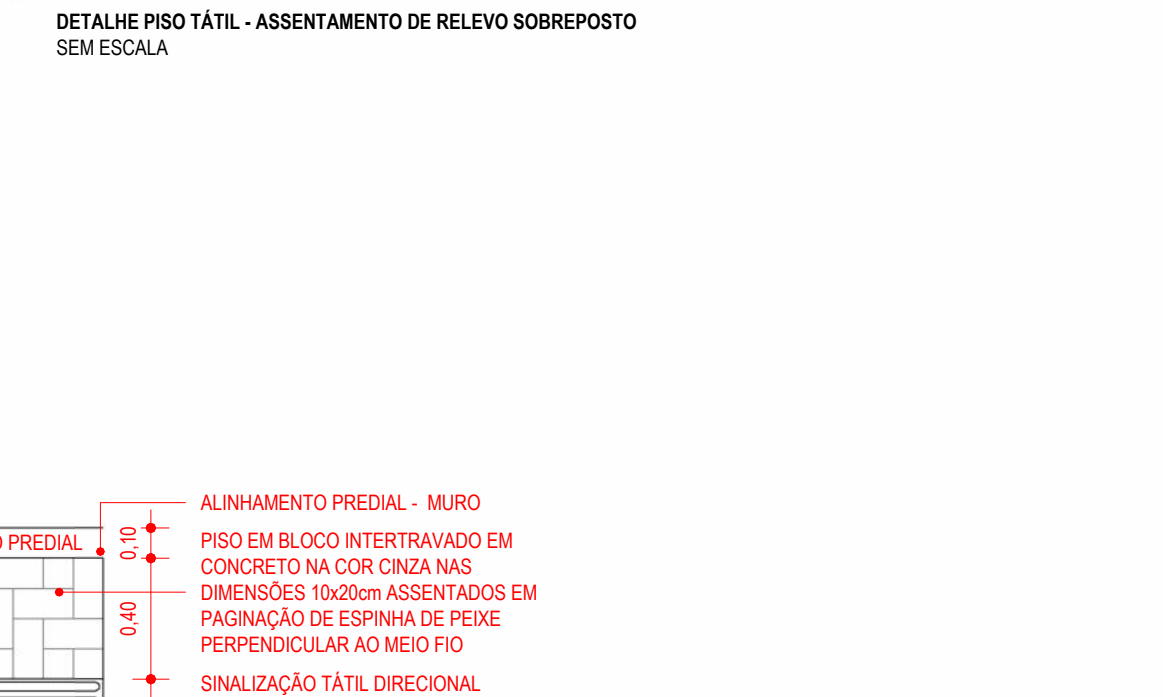 DETALHE PISO TÁTIL - ASSENTAMENTO DE RELEVO SOBREPOSTO
SEM ESCALA
ALINHAMENTO PREDIAL - MURO
PREDIAL
0,10
PISO EM BLOCO INTERTRAVADO EM
CONCRETO NA COR CINZA NAS
DIMENSÕES 10x20cm ASSENTADOS EM
PAGINAÇÃO DE ESPINHA DE PEIXE
PERPENDICULAR AO MEIO FIO
0,40
SINALIZAÇÃO TÁTIL DIRECIONAL